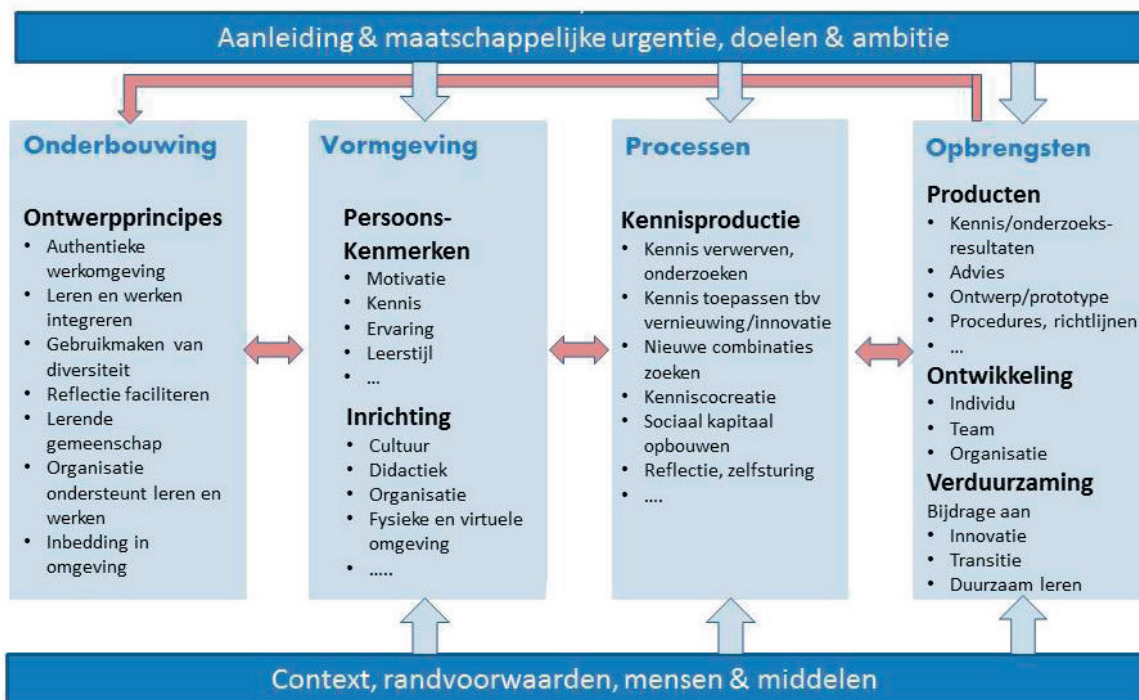 Aanleiding & maatschappelijke urgentie, doelen & ambitie
Onderbouwing
Ontwerpprincipes
• Authentieke
werkomgeving
• Leren en werken
integreren
• Gebruikmaken van
diversiteit
• Reflectie faciliteren
• Lerende
gemeenschap
• Organisatie
ondersteunt leren en
werken
• Inbedding in
omgeving
Vormgeving
Persoons-
Kenmerken
• Motivatie
• Kennis
• Ervaring
• Leerstijl
• ...
Inrichting
• Cultuur
• Didactiek
• Organisatie
• Fysieke en virtuele
omgeving
• .....
Processen
Kennisproductie
• Kennis verwerven,
onderzoeken
• Kennis toepassen tbv
vernieuwing/innovatie
• Nieuwe combinaties
zoeken
• Kenniscocreatie
• Sociaal kapitaal
opbouwen
• Reflectie, zelfsturing
• ....
Opbrengsten
Producten
• Kennis/onderzoeks-
resultaten
• Advies
• Ontwerp/prototype
• Procedures, richtlijnen
• ...
Ontwikkeling
• Individu
• Team
• Organisatie
Verduurzaming
Bijdrage aan
• Innovatie
• Transitie
• Duurzaam leren
Context, randvoorwaarden, mensen & middelen